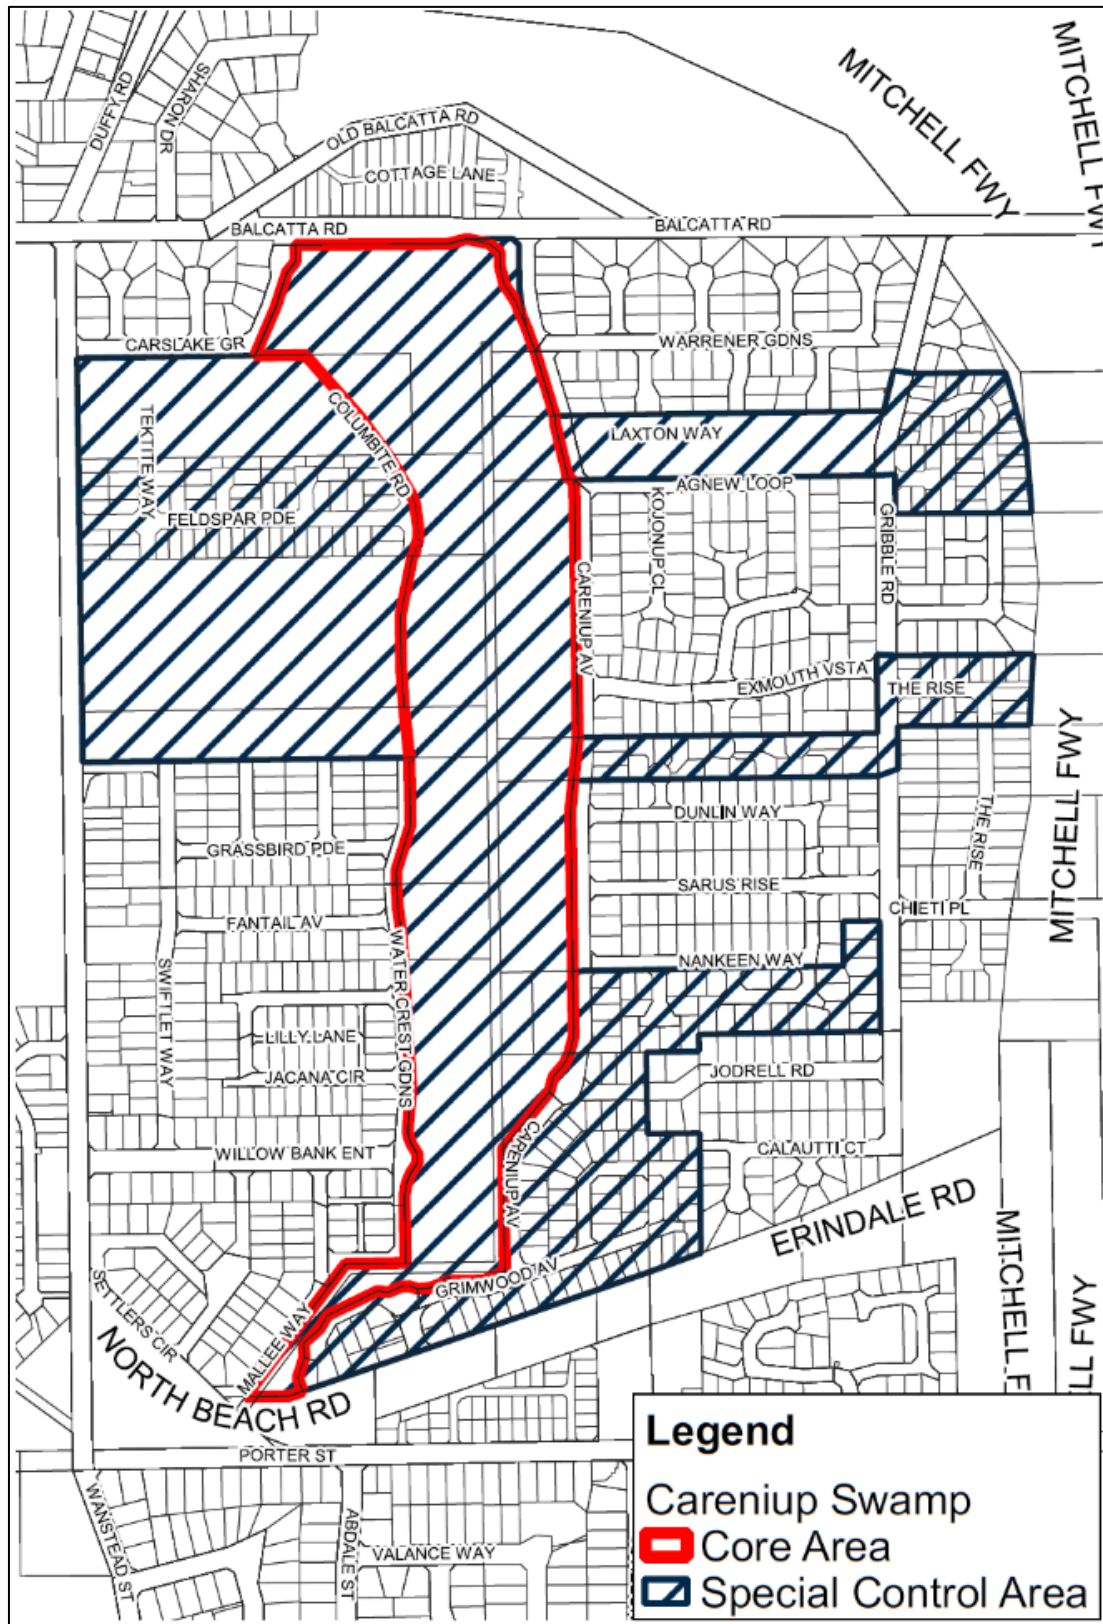 MITCHELL FWY
MITCHELL FWY
DUFFY RD
SHARON DR
OLD BALCATTA RD
COTTAGE LANE
BALCATTA RD
BALCATTA RD
CARSLAKE GR
WARRENER GDNS
TEKTITE WAY
COLUMBITE RD
LAXTON WAY
AGNEW LOOP
FELDSPAR PDE
KOJONUP CL
GRIBBLE RD
CARENIUP AV
EXMOUTH VSTA
THE RISE
MITCHELL FWY
DUNLIN WAY
THE RISE
GRASSBIRD PDE
SARUS RISE
CHIETI PL
FANTAIL AV
WATER CREST GDNS
NANKEEN WAY
SWIFTLET WAY
LILLY LANE
JACANA CIR
JODRELL RD
WILLOW BANK ENT
CARENIUP AV
CALAUTTI CT
ERINDALE RD
MITCHELL F
LL FWY
GRIMWOOD AV
SETTLERS CIR
MALLEE WAY
NORTH BEACH RD
PORTER ST
WANSTEAD ST
ABDALE ST
VALANCE WAY
Legend
Careniup Swamp
Core Area
Special Control Area